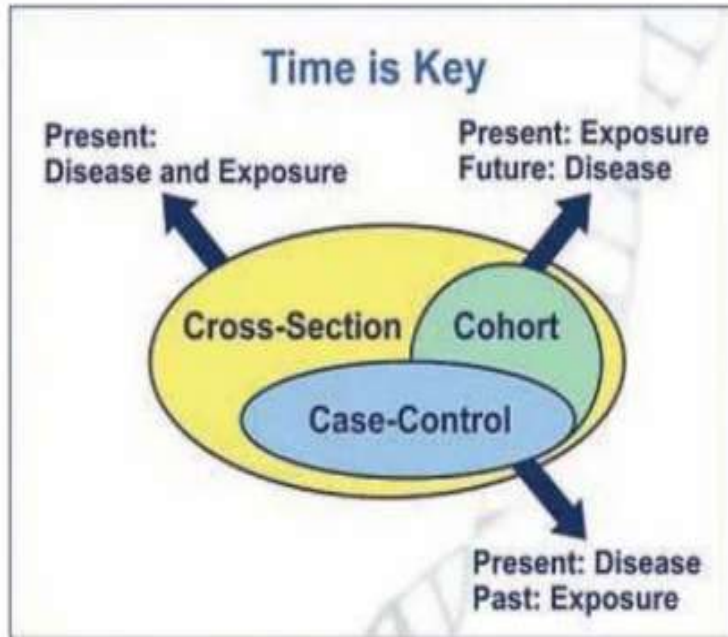 Time is Key
Present:
Disease and Exposure
Present: Exposure
Future: Disease
Cross-Section
Cohort
Case-Control
Present: Disease
Past: Exposure